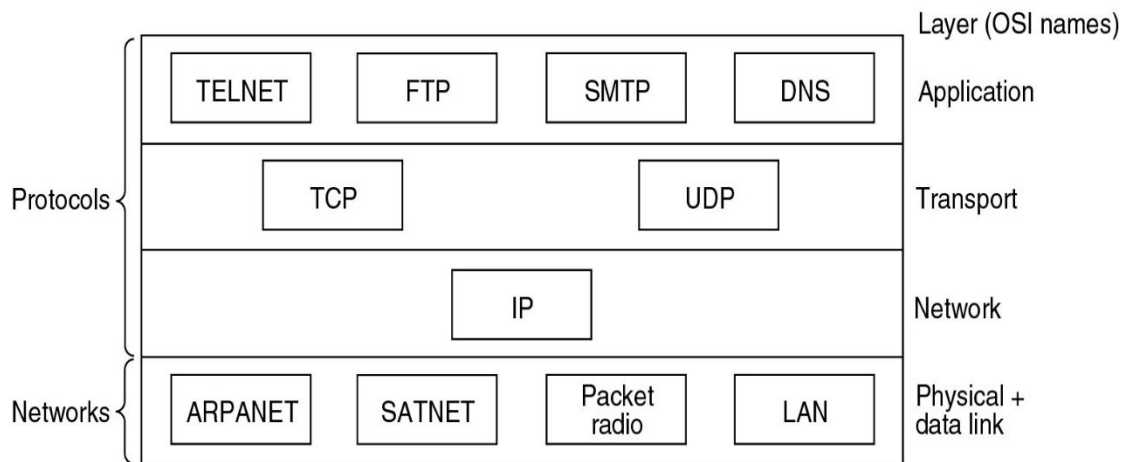 Layer (OSI names)
TELNET FTP SMTP DNS Application
Protocols TCP UDP Transport
IP Network
Networks ARPANET SATNET Packet radio LAN Physical + data link